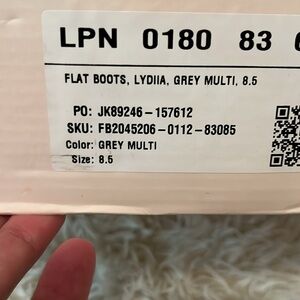 LPN 0180 83
FLAT BOOTS, LYDIIA, GREY MULTI, 8.5
PO: JK89246-157612
SKU: FB2045206-0112-83085
Color: GREY MULTI
Size: 8.5